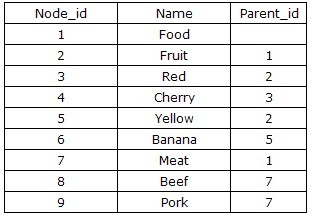 Node_id Name Parent_id
1 Food
2 Fruit 1
3 Red 2
4 Cherry 3
5 Yellow 2
6 Banana 5
7 Meat 1
8 Beef 7
9 Pork 7